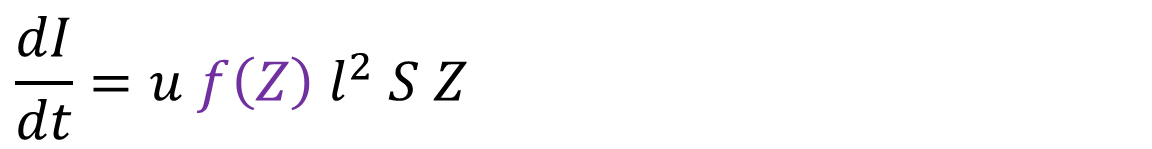 dI/dt = u f(Z) l² S Z